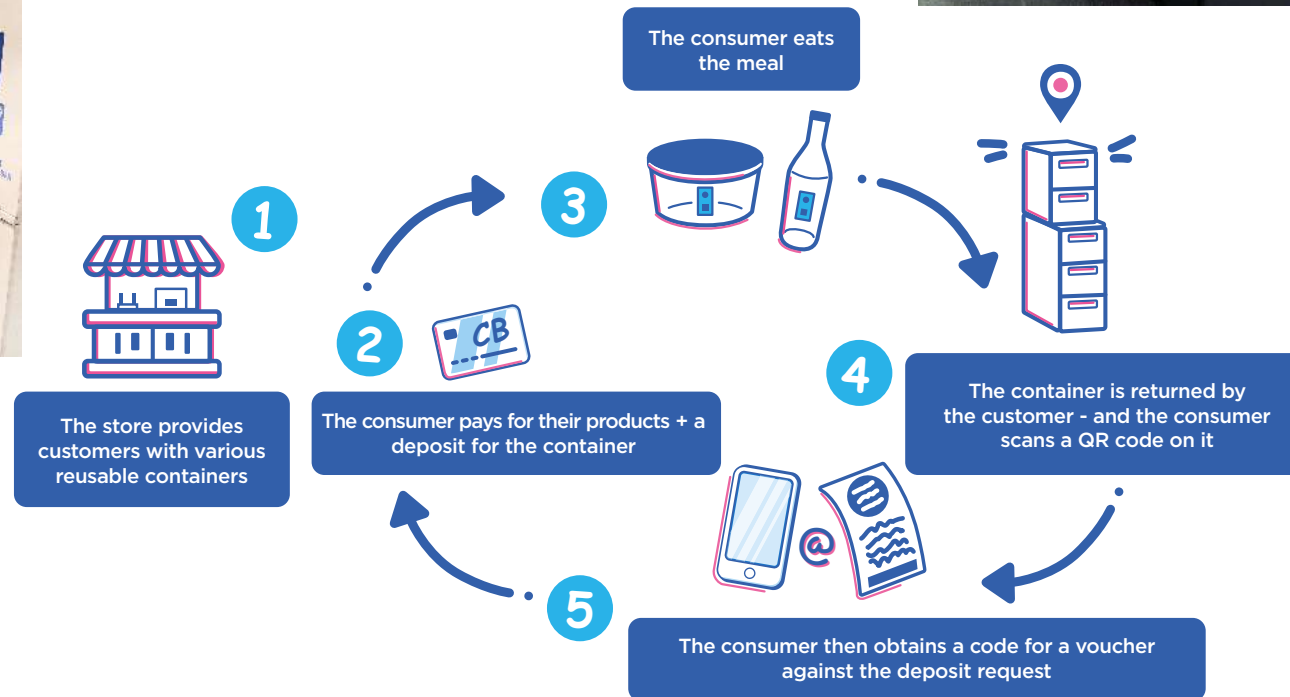 1
The store provides
customers with various
reusable containers
2
CB
The consumer pays for their products + a
deposit for the container
3
The consumer eats
the meal
4
The container is returned by
the customer - and the consumer
scans a QR code on it
@
5
The consumer then obtains a code for a voucher
against the deposit request